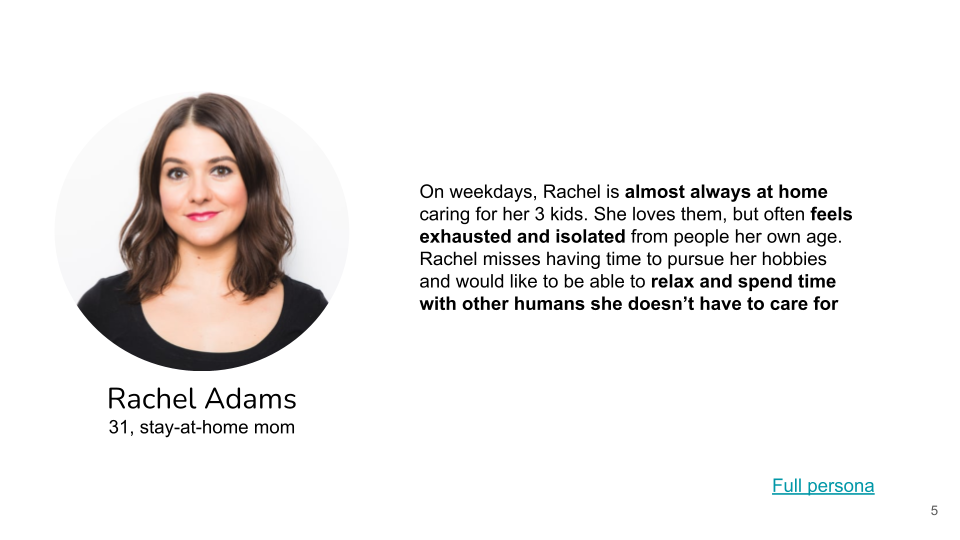 On weekdays, Rachel is almost always at home
caring for her 3 kids. She loves them, but often feels
exhausted and isolated from people her own age.
Rachel misses having time to pursue her hobbies
and would like to be able to relax and spend time
with other humans she doesn’t have to care for
Rachel Adams
31, stay-at-home mom
Full persona
5